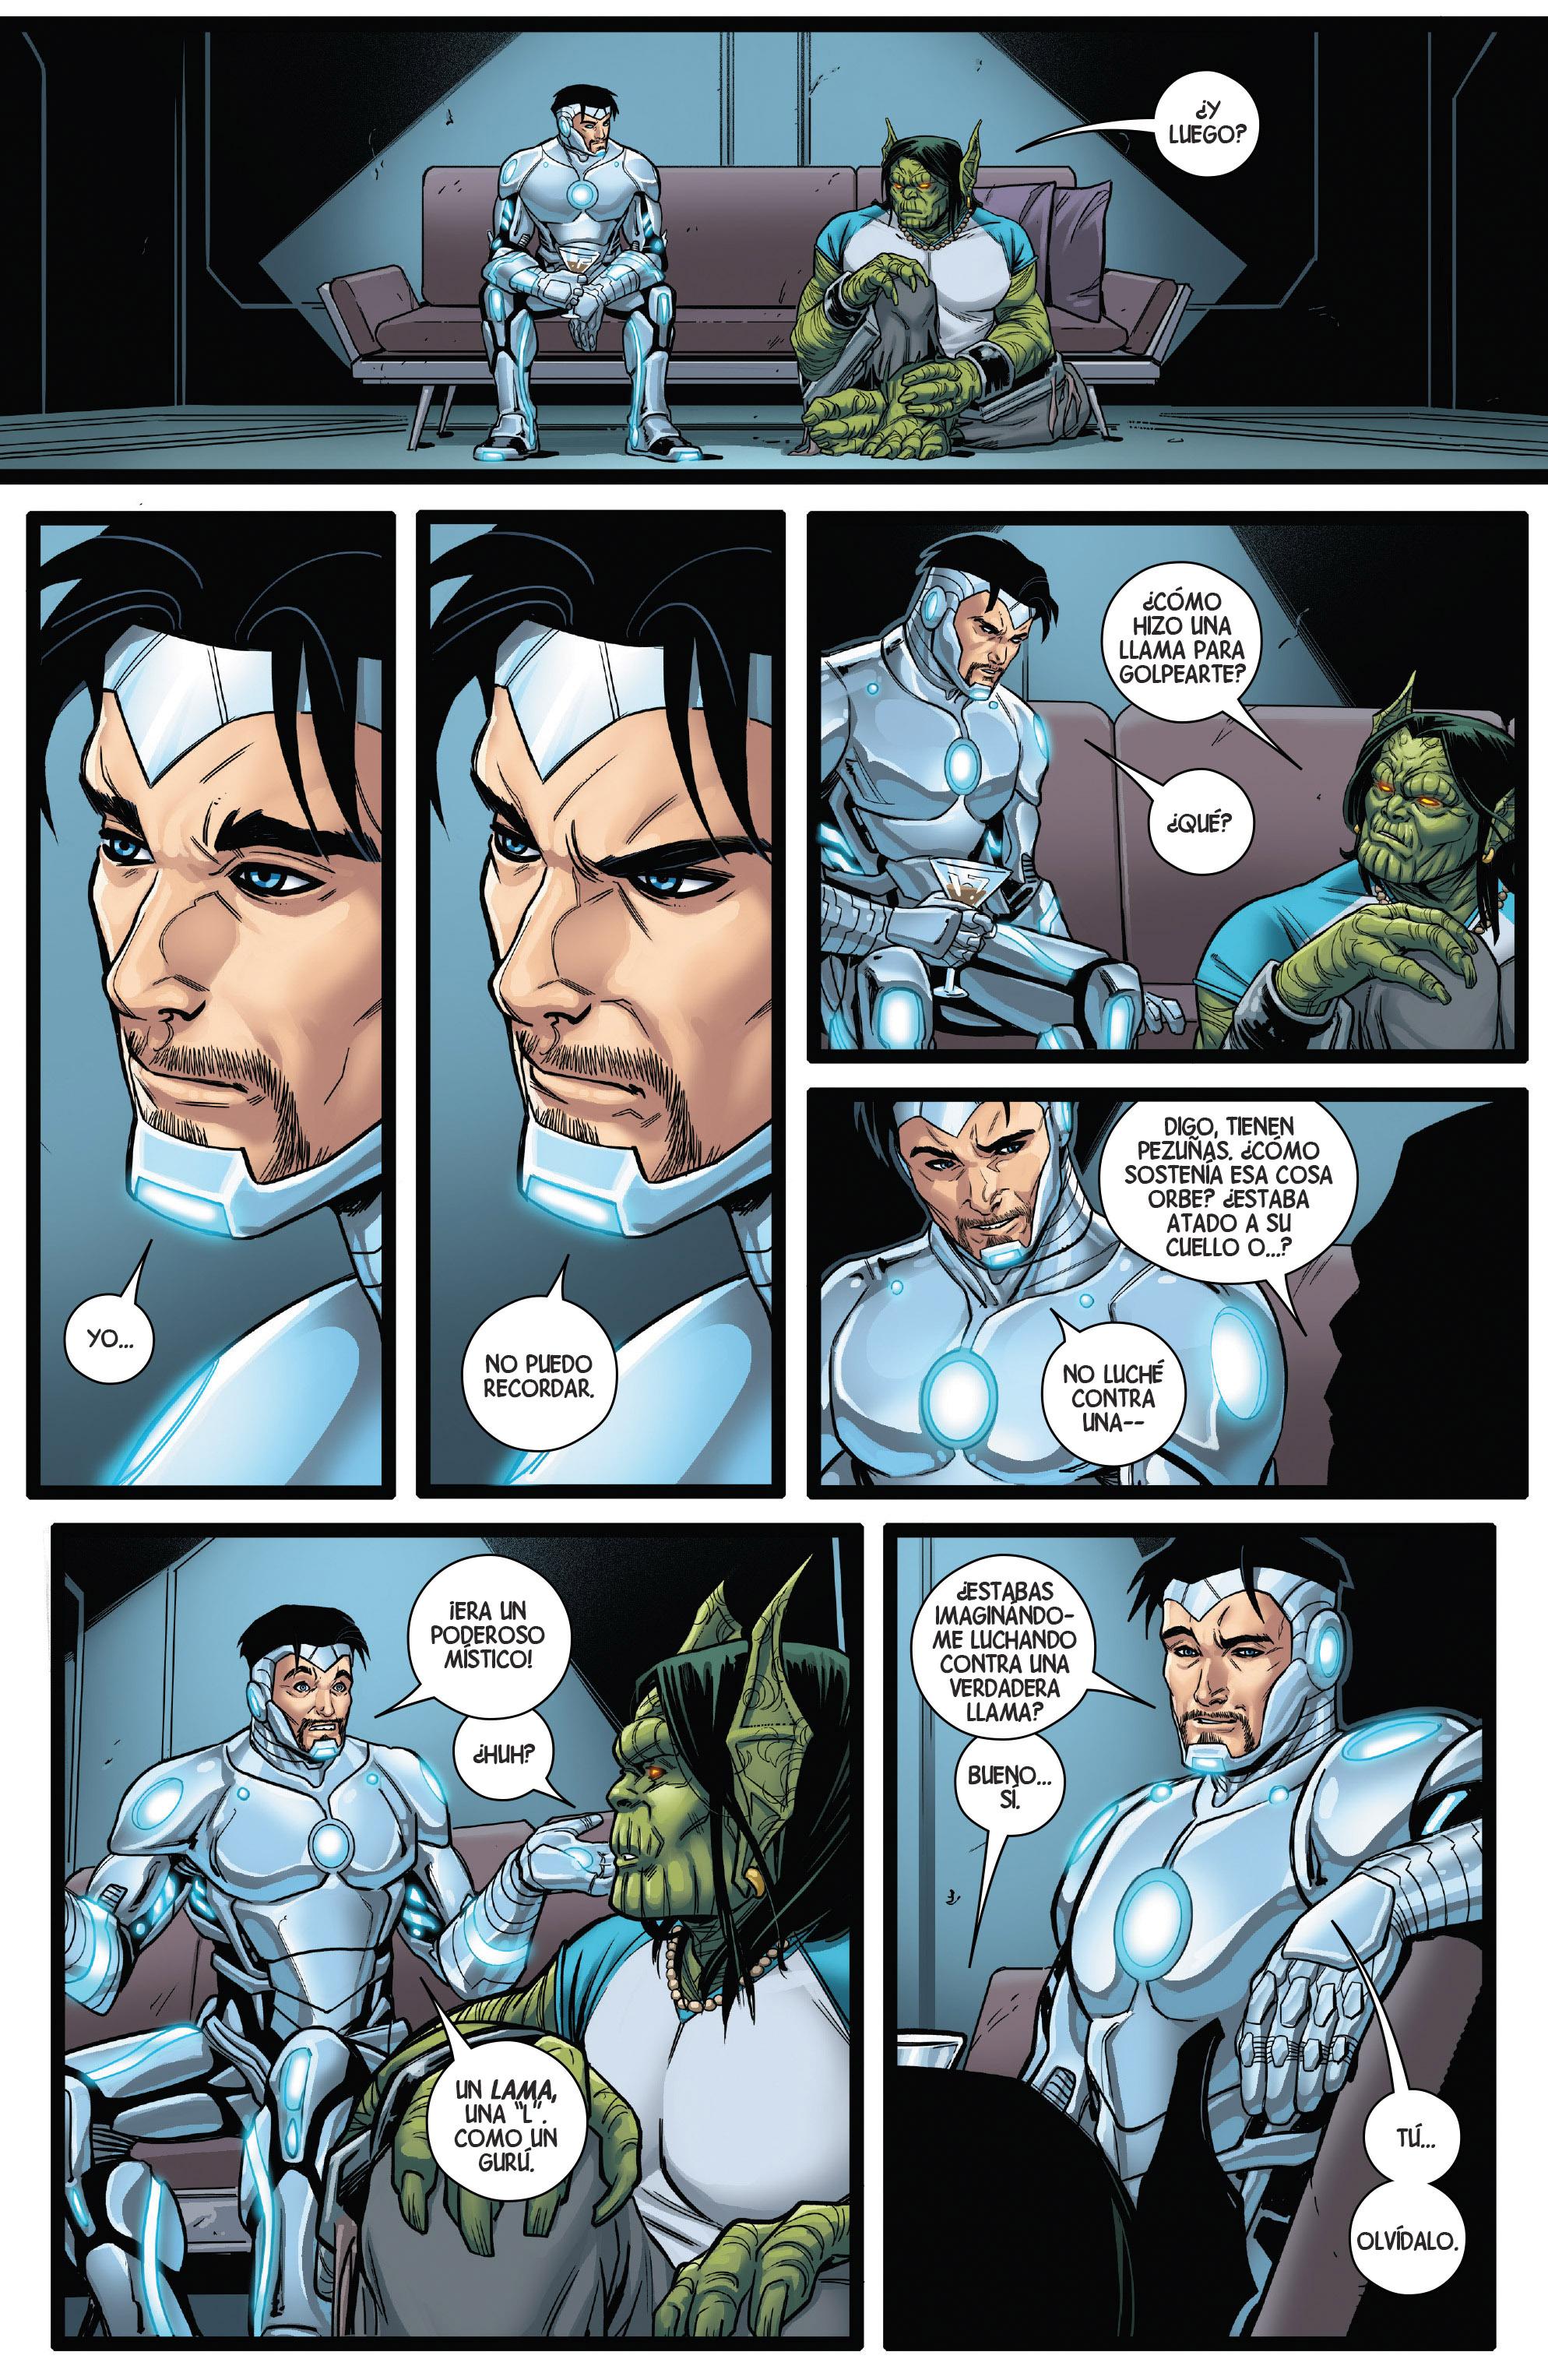 ¿Y
LUEGO?
YO...
NO PUEDO
RECORDAR.
¿CÓMO
HIZO UNA
LLAMA PARA
GOLPEARTE?
¿QUÉ?
DIGO, TIENEN
PEZUÑAS. ¿CÓMO
SOSTENÍA ESA COSA
ORBE? ¿ESTABA
ATADO A SU
CUELLO O...?
NO LUCHÉ
CONTRA
UNA--
¡ERA UN
PODEROSO
MÍSTICO!
¿HUH?
UN LAMA,
UNA "L".
COMO UN
GURÚ.
¿ESTABAS
IMAGINÁNDO-
ME LUCHANDO
CONTRA UNA
VERDADERA
LLAMA?
BUENO...
SÍ.
TÚ...
OLVÍDALO.